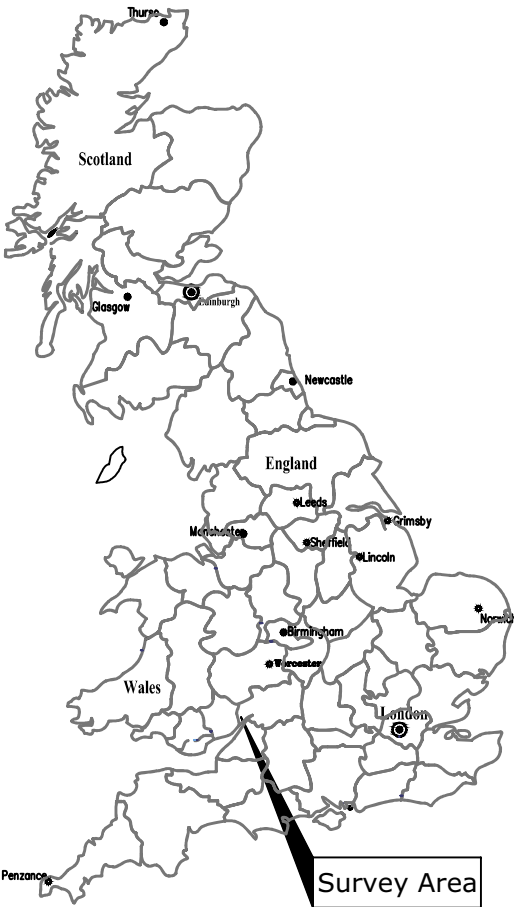 Thurso
Scotland
Edinburgh
Glasgow
Newcastle
England
Leeds
Grimsby
Manchester
Sheffield
Lincoln
Norwich
Birmingham
Worcester
Wales
London
Penzance
Survey Area